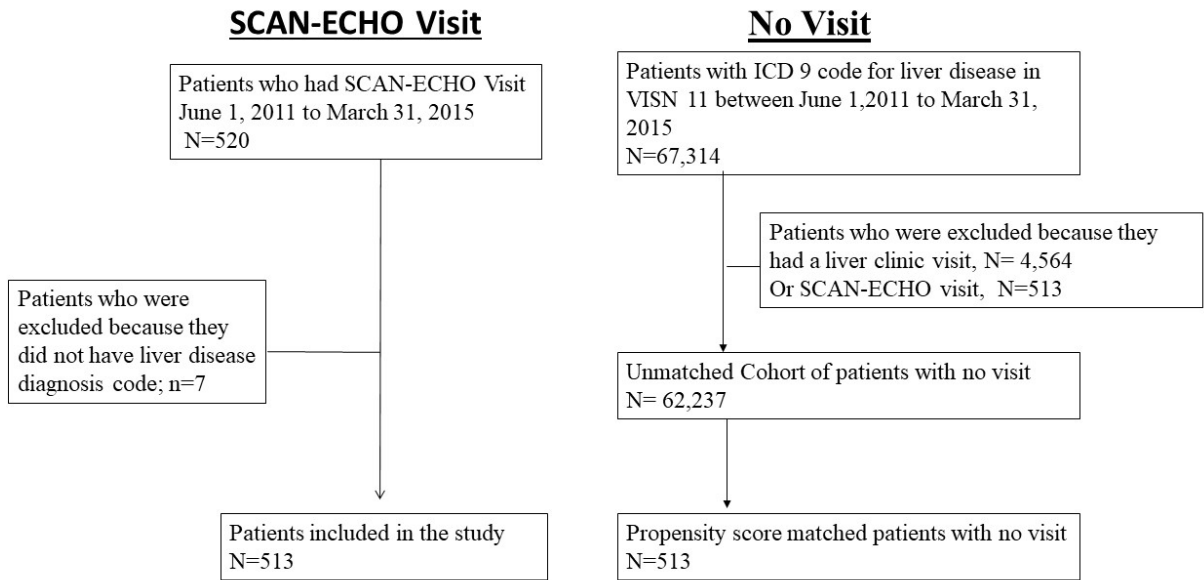 SCAN-ECHO Visit
Patients who had SCAN-ECHO Visit
June 1, 2011 to March 31, 2015
N=520
Patients who were
excluded because they
did not have liver disease
diagnosis code; n=7
Patients included in the study
N=513
No Visit
Patients with ICD 9 code for liver disease in
VISN 11 between June 1,2011 to March 31,
2015
N=67,314
Patients who were excluded because they
had a liver clinic visit, N= 4,564
Or SCAN-ECHO visit, N=513
Unmatched Cohort of patients with no visit
N= 62,237
Propensity score matched patients with no visit
N=513